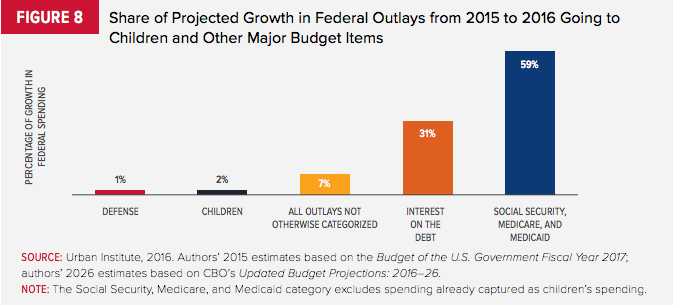 FIGURE 8
Share of Projected Growth in Federal Outlays from 2015 to 2016 Going to
Children and Other Major Budget Items
PERCENTAGE OF GROWTH IN
FEDERAL SPENDING
1%
2%
7%
31%
59%
DEFENSE
CHILDREN
ALL OUTLAYS NOT
OTHERWISE CATEGORIZED
INTEREST
ON THE
DEBT
SOCIAL SECURITY,
MEDICARE, AND
MEDICAID
SOURCE: Urban Institute, 2016. Authors’ 2015 estimates based on the Budget of the U.S. Government Fiscal Year 2017;
authors’ 2026 estimates based on CBO’s Updated Budget Projections: 2016–26.
NOTE: The Social Security, Medicare, and Medicaid category excludes spending already captured as children’s spending.